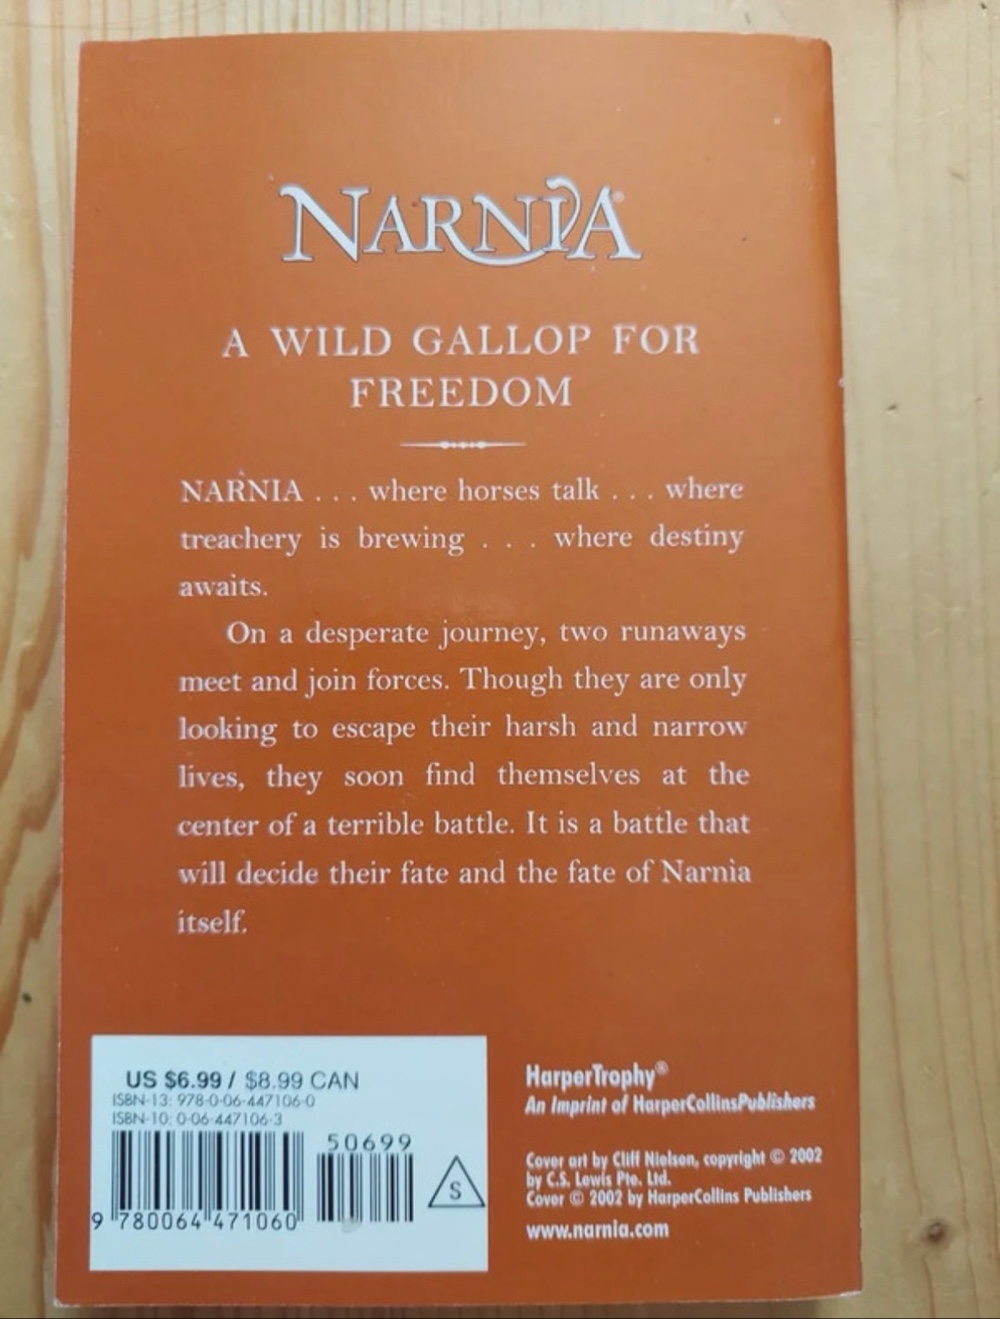 NARNIA®
A WILD GALLOP FOR
FREEDOM
NARNIA . . . where horses talk . . . where
treachery is brewing . . . where destiny
awaits.
On a desperate journey, two runaways
meet and join forces. Though they are only
looking to escape their harsh and narrow
lives, they soon find themselves at the
center of a terrible battle. It is a battle that
will decide their fate and the fate of Narnia
itself.
US $6.99 / $8.99 CAN
ISBN-13: 978-0-06-447106-0
ISBN-10: 0-06-447106-3
50699
S
9 780064 471060
HarperTrophy®
An Imprint of HarperCollinsPublishers
Cover art by Cliff Nielsen, copyright © 2002
by C.S. Lewis Pte. Ltd.
Cover © 2002 by HarperCollins Publishers
www.narnia.com